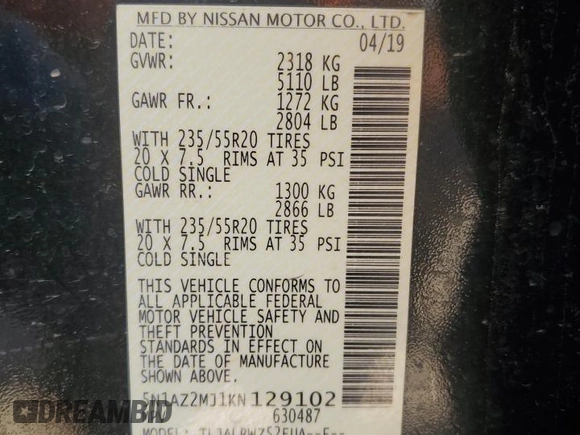 MFD BY NISSAN MOTOR CO., LTD.
DATE: 04/19
GVWR: 2318 KG
5110 LB
GAWR FR.: 1272 KG
2804 LB
WITH 235/55R20 TIRES
20 X 7.5 RIMS AT 35 PSI
COLD SINGLE
GAWR RR.: 1300 KG
2866 LB
WITH 235/55R20 TIRES
20 X 7.5 RIMS AT 35 PSI
COLD SINGLE
THIS VEHICLE CONFORMS TO
ALL APPLICABLE FEDERAL
MOTOR VEHICLE SAFETY AND
THEFT PREVENTION
STANDARDS IN EFFECT ON
THE DATE OF MANUFACTURE
SHOWN ABOVE.
5N1AZ2MJ1KN129102
630487
MODEL:
RideSafely